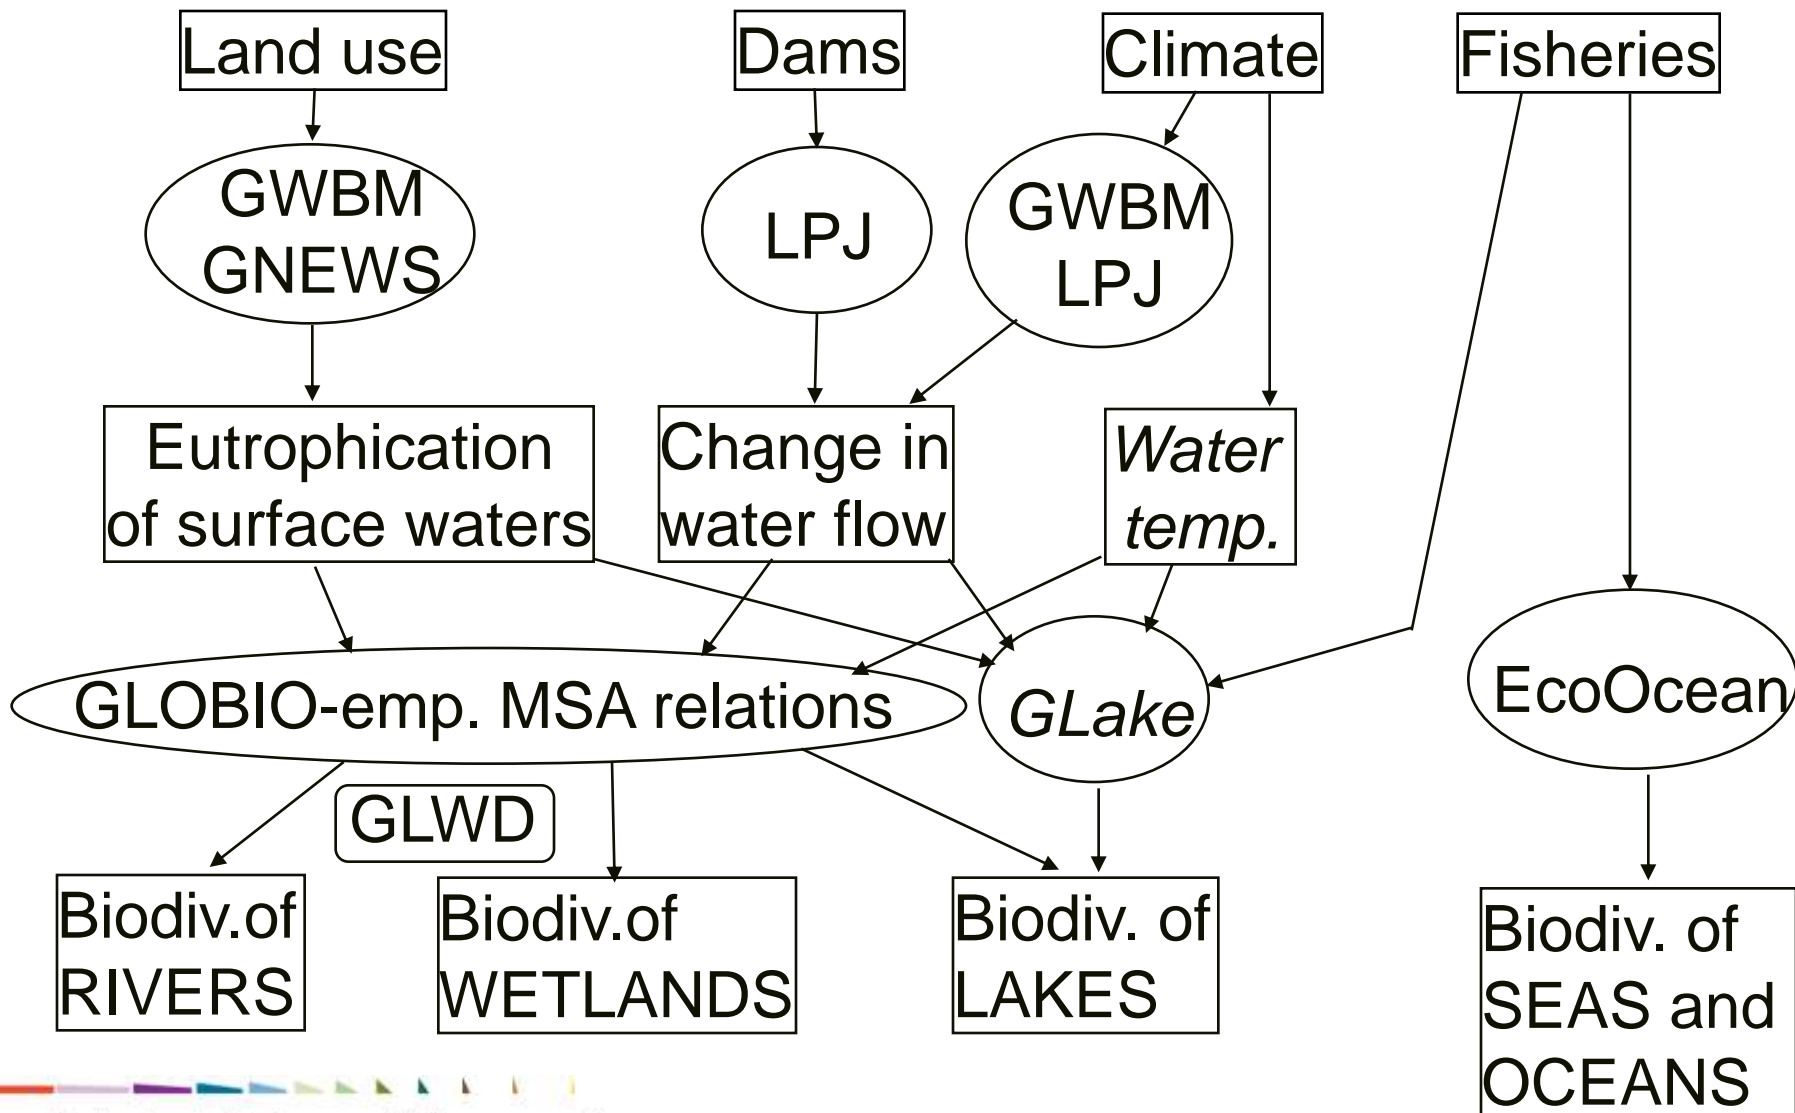 Land use
Dams
Climate
Fisheries
GWBM
GNEWS
LPJ
GWBM
LPJ
Eutrophication
of surface waters
Change in
water flow
Water
temp.
GLOBIO-emp. MSA relations
GLake
EcoOcean
GLWD
Biodiv.of
RIVERS
Biodiv.of
WETLANDS
Biodiv. of
LAKES
Biodiv. of
SEAS and
OCEANS